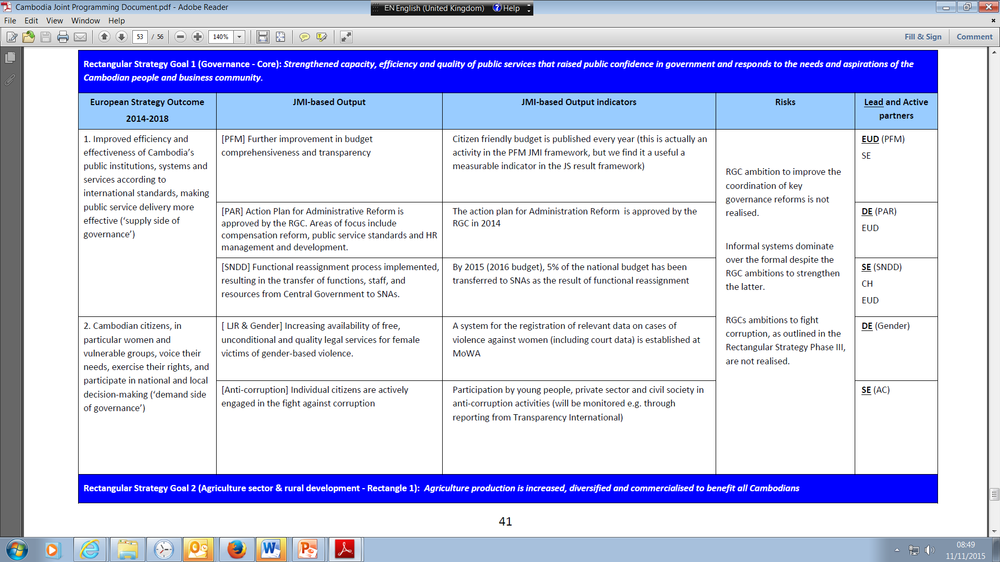 Cambodia Joint Programming Document.pdf - Adobe Reader
EN English (United Kingdom) Help
File Edit View Window Help
53 / 56 140% Fill & Sign Comment
Rectangular Strategy Goal 1 (Governance - Core): Strengthened capacity, efficiency and quality of public services that raised public confidence in government and responds to the needs and aspirations of the
Cambodian people and business community.
European Strategy Outcome
2014-2018
JMI-based Output
JMI-based Output indicators
Risks
Lead and Active
partners
1. Improved efficiency and
effectiveness of Cambodia’s
public institutions, systems and
services according to
international standards, making
public service delivery more
effective (‘supply side of
governance’)
[PFM] Further improvement in budget
comprehensiveness and transparency
Citizen friendly budget is published every year (this is actually an
activity in the PFM JMI framework, but we find it a useful a
measurable indicator in the JS result framework)
RGC ambition to improve the
coordination of key
governance reforms is not
realised.
Informal systems dominate
over the formal despite the
RGC ambitions to strengthen
the latter.
RGCs ambitions to fight
corruption, as outlined in the
Rectangular Strategy Phase III,
are not realised.
EUD (PFM)
SE
[PAR] Action Plan for Administrative Reform is
approved by the RGC. Areas of focus include
compensation reform, public service standards and HR
management and development.
The action plan for Administration Reform  is approved by the
RGC in 2014
DE (PAR)
EUD
[SNDD] Functional reassignment process implemented,
resulting in the transfer of functions, staff, and
resources from Central Government to SNAs.
By 2015 (2016 budget), 5% of the national budget has been
transferred to SNAs as the result of functional reassignment
SE (SNDD)
CH
EUD
2. Cambodian citizens, in
particular women and
vulnerable groups, voice their
needs, exercise their rights, and
participate in national and local
decision-making (‘demand side
of governance’)
[ LJR & Gender] Increasing availability of free,
unconditional and quality legal services for female
victims of gender-based violence.
A system for the registration of relevant data on cases of
violence against women (including court data) is established at
MoWA
DE (Gender)
[Anti-corruption] Individual citizens are actively
engaged in the fight against corruption
Participation by young people, private sector and civil society in
anti-corruption activities (will be monitored e.g. through
reporting from Transparency International)
SE (AC)
Rectangular Strategy Goal 2 (Agriculture sector & rural development - Rectangle 1):  Agriculture production is increased, diversified and commercialised to benefit all Cambodians
41
08:49
11/11/2015